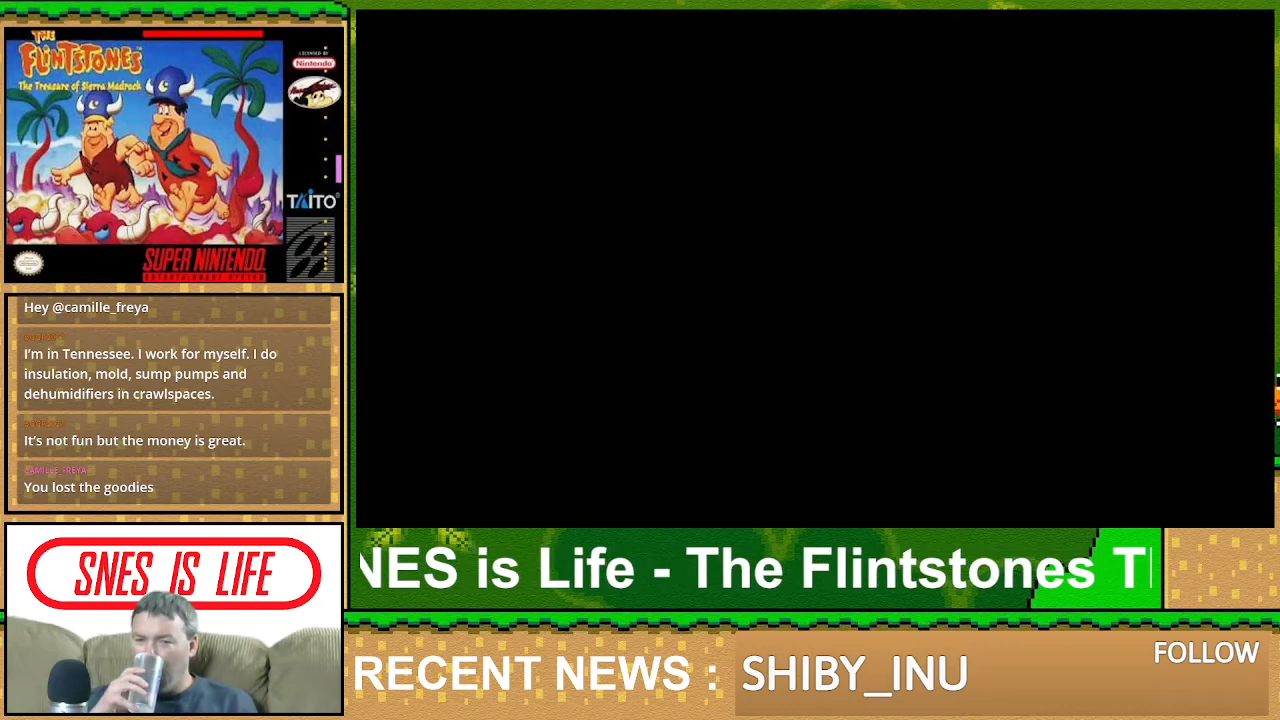 THE
FLINTSTONES
The Treasure of Sierra Madrock
LICENSED BY
Nintendo
TAITO
SUPER NINTENDO
ENTERTAINMENT SYSTEM
Hey @camille_freya
I'm in Tennessee. I work for myself. I do
insulation, mold, sump pumps and
dehumidifiers in crawlspaces.
It's not fun but the money is great.
CAMILLE_FREYA
You lost the goodies
SNES IS LIFE
NES is Life - The Flintstones T
RECENT NEWS :
SHIBY_INU
FOLLOW